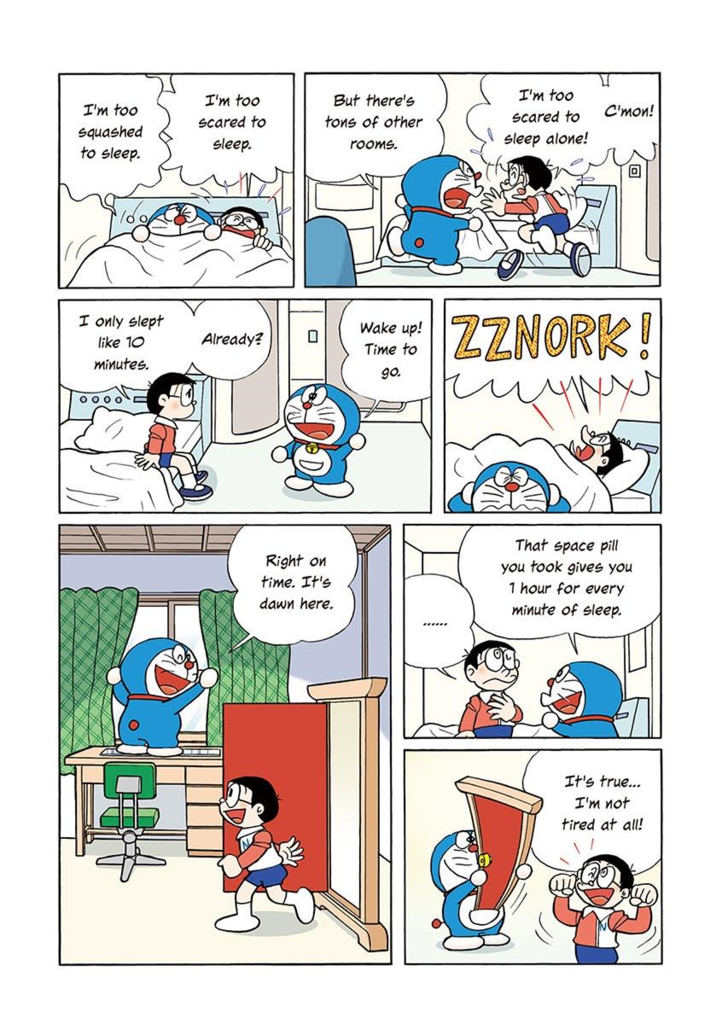 C'mon!
I'm too
scared to
sleep alone!
But there's
tons of other
rooms.
I'm too
scared to
sleep.
I'm too
squashed
to sleep.
ZZNORK!
Wake up!
Time to
go.
Already?
I only slept
like 10
minutes.
That space pill
you took gives you
1 hour for every
minute of sleep.
......
It's true...
I'm not
tired at all!
Right on
time. It's
dawn here.